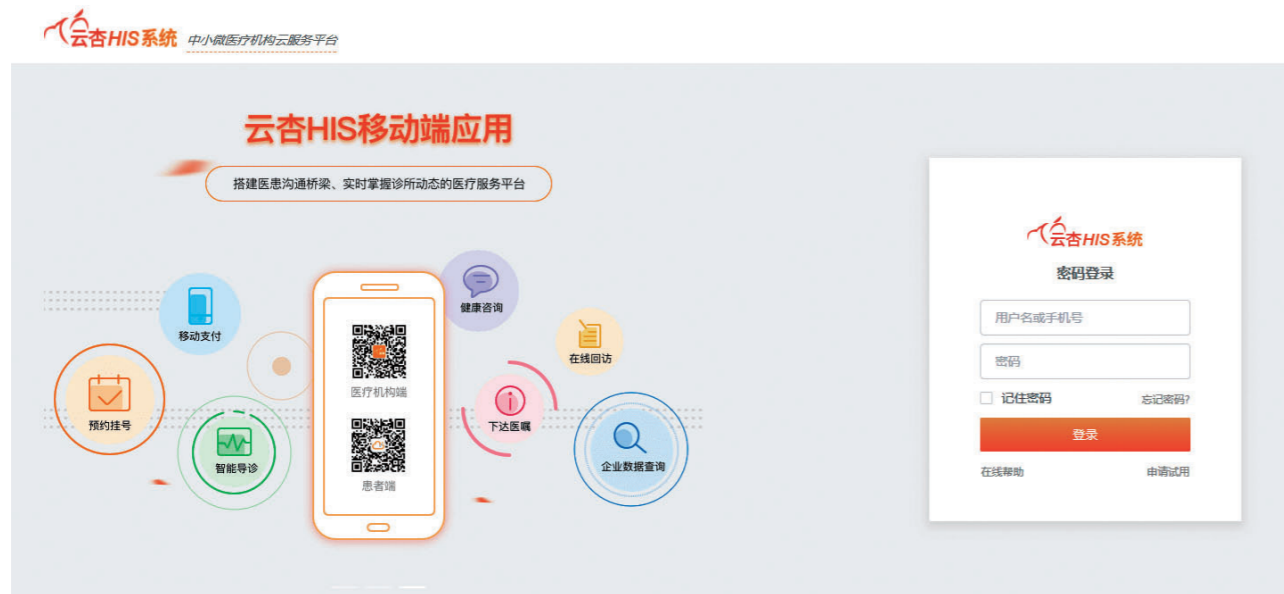 云杏HIS系统 中小微医疗机构云服务平台
云杏HIS移动端应用
搭建医患沟通桥梁、实时掌握诊所动态的医疗服务平台
移动支付
健康咨询
在线回访
预约挂号
智能导诊
医疗机构端
患者端
下达医嘱
企业数据查询
云杏HIS系统
密码登录
用户名或手机号
密码
记住密码 忘记密码?
登录
在线帮助 申请试用